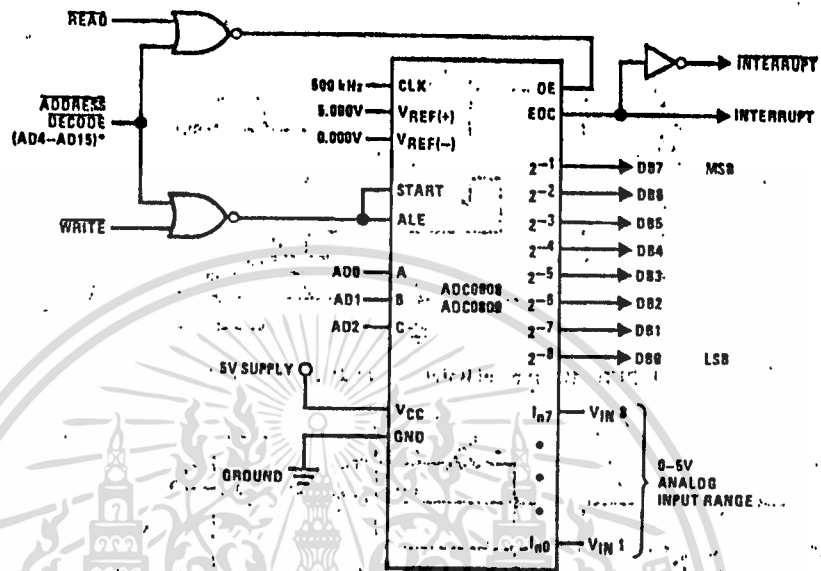 READ
ADDRESS
DECODE
(AD4–AD15)*
WRITE
500 kHz
5.000V
0.000V
CLK
VREF(+)
VREF(–)
START
ALE
AD0
AD1
AD2
A
B
C
ADC0808
ADC0809
5V SUPPLY
VCC
GND
GROUND
OE
EOC
INTERRUPT
INTERRUPT
2-1 DB7 MSB
2-2 DB6
2-3 DB5
2-4 DB4
2-5 DB3
2-6 DB2
2-7 DB1
2-8 DB0 LSB
In7 VIN 8
0–5V
ANALOG
INPUT RANGE
In0 VIN 1